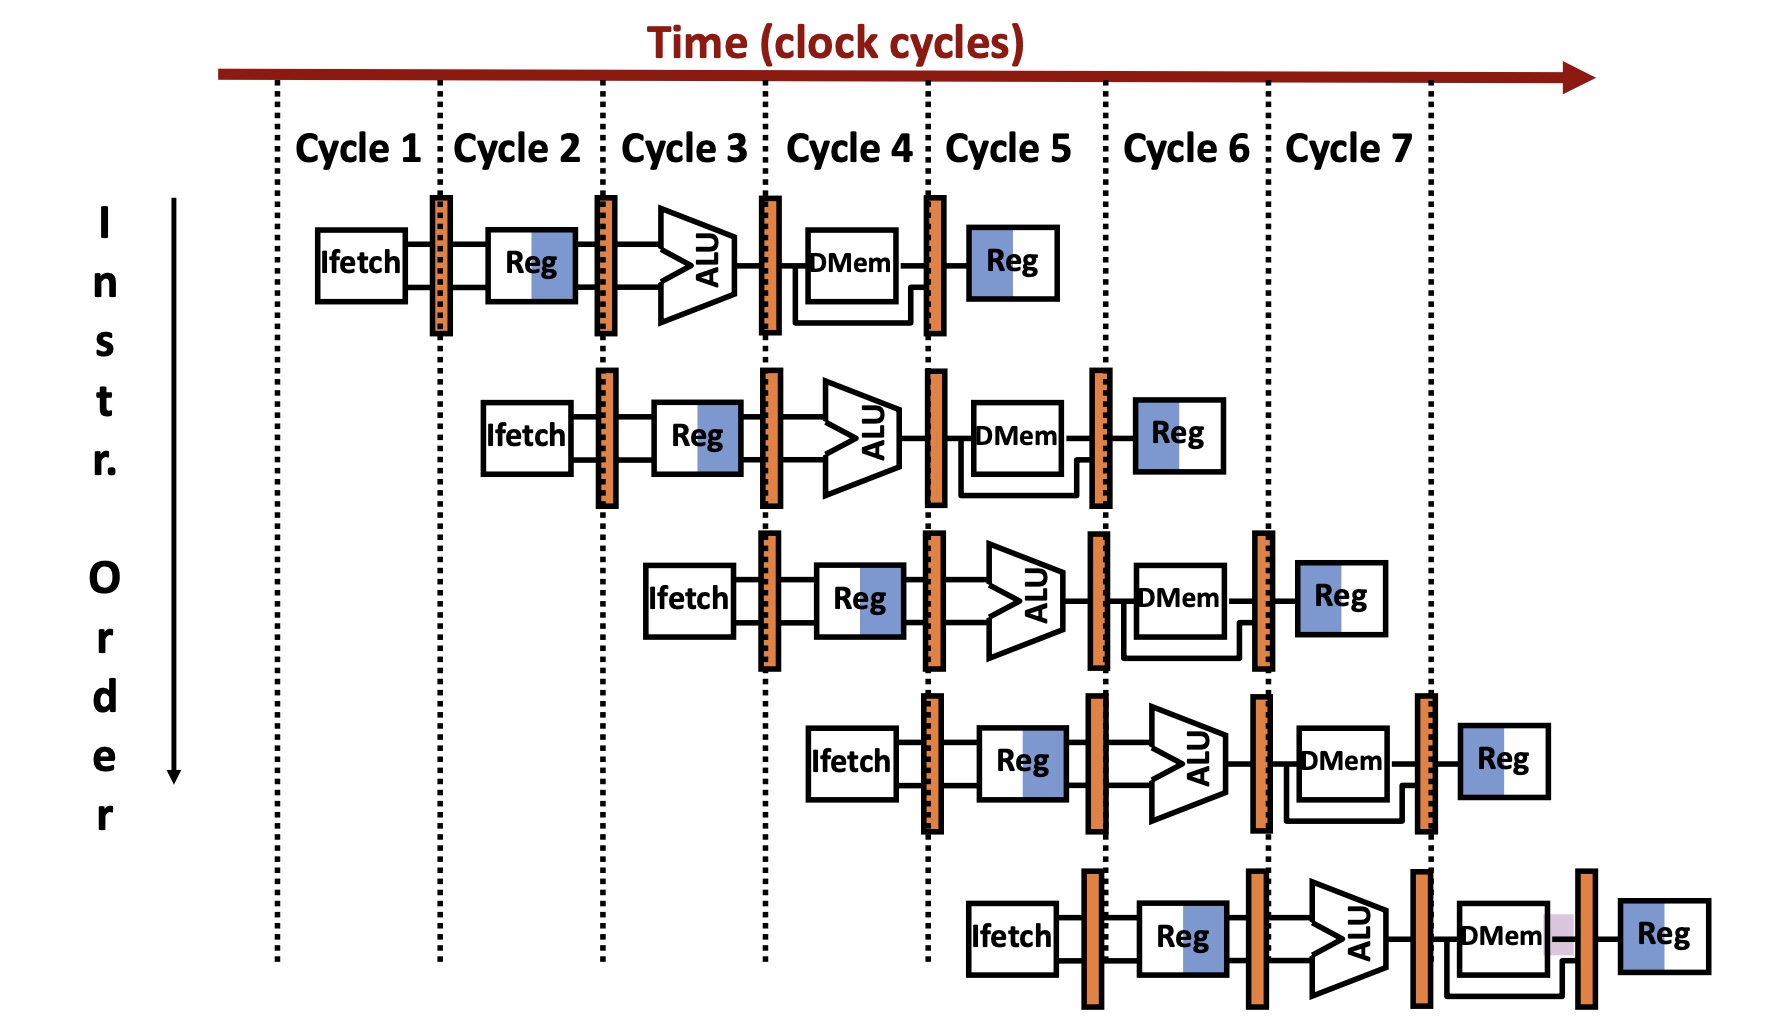 Time (clock cycles)
Cycle 1 Cycle 2 Cycle 3 Cycle 4 Cycle 5 Cycle 6 Cycle 7
I
n
s
t
r.
O
r
d
e
r
Ifetch Reg ALU DMem Reg
Ifetch Reg ALU DMem Reg
Ifetch Reg ALU DMem Reg
Ifetch Reg ALU DMem Reg
Ifetch Reg ALU DMem Reg